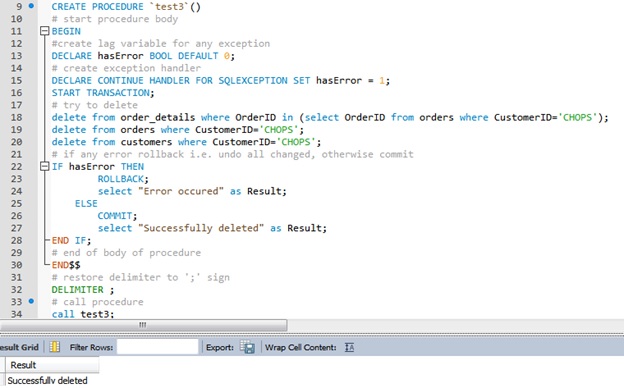 9 CREATE PROCEDURE `test3`()
10 # start procedure body
11 BEGIN
12 #create lag variable for any exception
13 DECLARE hasError BOOL DEFAULT 0;
14 # create exception handler
15 DECLARE CONTINUE HANDLER FOR SQLEXCEPTION SET hasError = 1;
16 START TRANSACTION;
17 # try to delete
18 delete from order_details where OrderID in (select OrderID from orders where CustomerID='CHOPS');
19 delete from orders where CustomerID='CHOPS';
20 delete from customers where CustomerID='CHOPS';
21 # if any error rollback i.e. undo all changed, otherwise commit
22 IF hasError THEN
23 ROLLBACK;
24 select "Error occured" as Result;
25 ELSE
26 COMMIT;
27 select "Successfully deleted" as Result;
28 END IF;
29 # end of body of procedure
30 END$$
31 # restore delimiter to ';' sign
32 DELIMITER ;
33 # call procedure
34 call test3;
esult Grid Filter Rows: Export: Wrap Cell Content:
Result
Successfully deleted